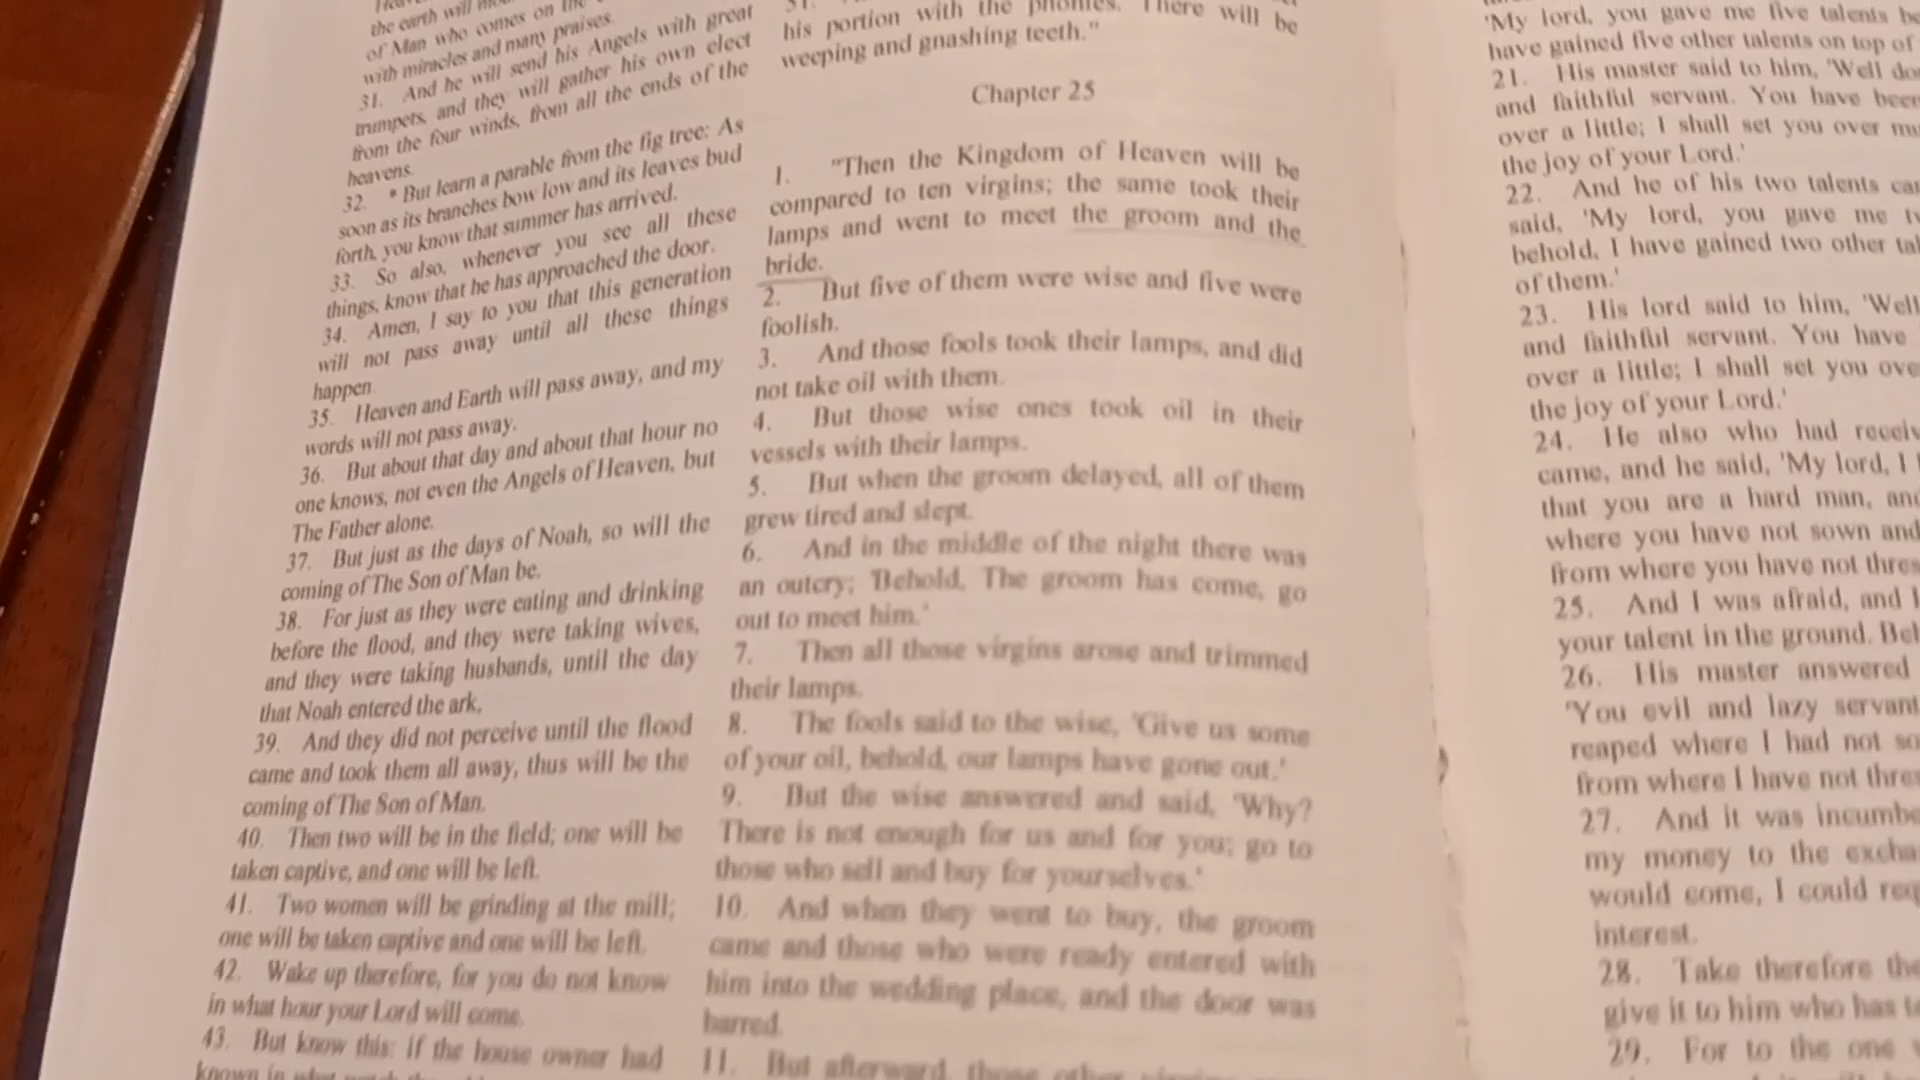 the earth will
of Man who comes on the
with miracles and many praises.
31. And he will send his Angels with great
trumpets, and they will gather his own elect
from the four winds, from all the ends of the
heavens.
32. * But learn a parable from the fig tree: As
soon as its branches bow low and its leaves bud
forth, you know that summer has arrived.
33. So also, whenever you see all these
things, know that he has approached the door.
34. Amen, I say to you that this generation
will not pass away until all these things
happen.
35. Heaven and Earth will pass away, and my
words will not pass away.
36. But about that day and about that hour no
one knows, not even the Angels of Heaven, but
The Father alone.
37. But just as the days of Noah, so will the
coming of The Son of Man be.
38. For just as they were eating and drinking
before the flood, and they were taking wives,
and they were taking husbands, until the day
that Noah entered the ark,
39. And they did not perceive until the flood
came and took them all away, thus will be the
coming of The Son of Man.
40. Then two will be in the field; one will be
taken captive, and one will be left.
41. Two women will be grinding at the mill;
one will be taken captive and one will be left.
42. Wake up therefore, for you do not know
in what hour your Lord will come.
43. But know this: if the house owner had
known in what
his portion with the phonies. There will be
weeping and gnashing teeth."
Chapter 25
1. "Then the Kingdom of Heaven will be
compared to ten virgins; the same took their
lamps and went to meet the groom and the
bride.
2. But five of them were wise and five were
foolish.
3. And those fools took their lamps, and did
not take oil with them.
4. But those wise ones took oil in their
vessels with their lamps.
5. But when the groom delayed, all of them
grew tired and slept.
6. And in the middle of the night there was
an outcry; 'Behold, The groom has come, go
out to meet him.'
7. Then all those virgins arose and trimmed
their lamps.
8. The fools said to the wise, 'Give us some
of your oil, behold, our lamps have gone out.'
9. But the wise answered and said, 'Why?
There is not enough for us and for you; go to
those who sell and buy for yourselves.'
10. And when they went to buy, the groom
came and those who were ready entered with
him into the wedding place, and the door was
barred.
11. But afterward, those other
'My lord, you gave me five talents
have gained five other talents on top of
21. His master said to him, 'Well
and faithful servant. You have been
over a little; I shall set you over
the joy of your Lord.'
22. And he of his two talents
said, 'My lord, you gave me
behold, I have gained two other
of them.'
23. His lord said to him, 'Well
and faithful servant. You have
over a little; I shall set you
the joy of your Lord.'
24. He also who had
came, and he said, 'My lord, I
that you are a hard man,
where you have not sown and
from where you have not
25. And I was afraid, and I
your talent in the ground.
26. His master answered
'You evil and lazy servant
reaped where I had not
from where I have not
27. And it was
my money to the
would come, I could
interest.
28. Take therefore
give it to him who has
29. For to the one